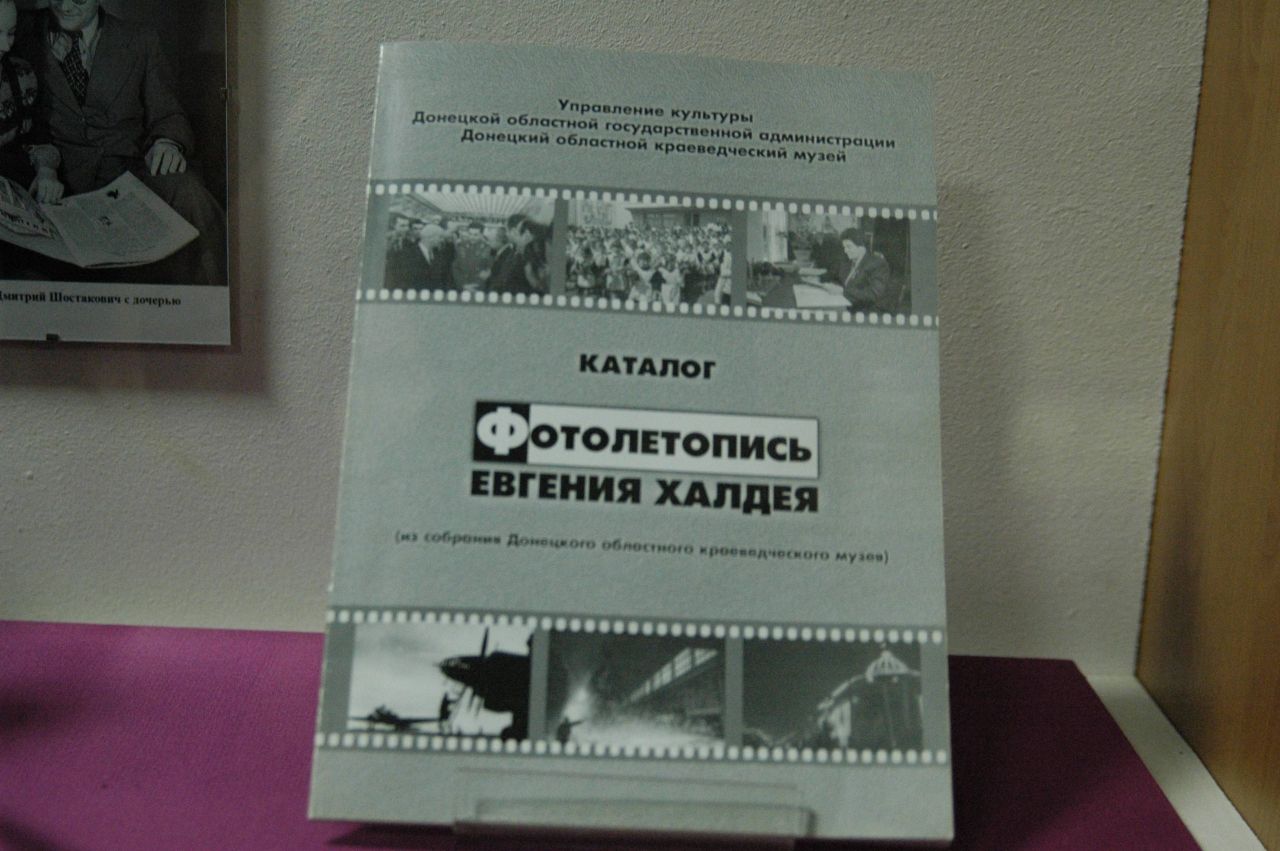 Управление культуры
Донецкой областной государственной администрации
Донецкий областной краеведческий музей
КАТАЛОГ
ФОТОЛЕТОПИСЬ
ЕВГЕНИЯ ХАЛДЕЯ
(из собрания Донецкого областного краеведческого музея)
Дмитрий Шостакович с дочерью